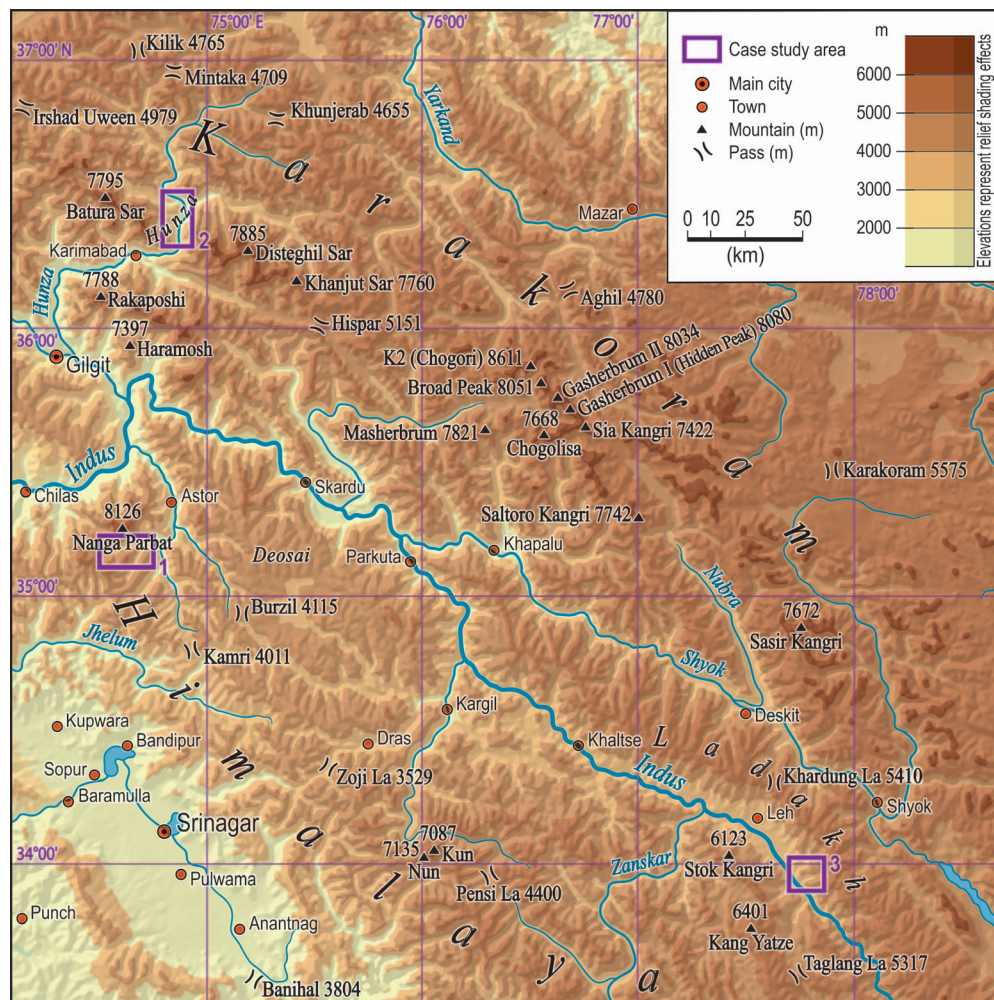 75°00' E
76°00'
77°00'
37°00' N
Kilik 4765
Mintaka 4709
Irshad Uween 4979
Khunjerab 4655
Yarkand
Karakoram
7795
Batura Sar
Hunza
2
Mazar
Karimabad
7885
Disteghil Sar
Khanjut Sar 7760
Aghil 4780
78°00'
Hunza
7788
Rakaposhi
7397
Haramosh
Hispar 5151
36°00'
Gilgit
K2 (Chogori) 8611
Broad Peak 8051
Gasherbrum II 8034
Gasherbrum I (Hidden Peak) 8080
Masherbrum 7821
7668
Chogolisa
Sia Kangri 7422
Karakoram 5575
Indus
Chilas
Astor
Skardu
8126
Nanga Parbat
1
Saltoro Kangri 7742
Deosai
Parkuta
Khapalu
35°00'
Himalaya
Burzil 4115
Nubra
7672
Sasir Kangri
Jhelum
Kamri 4011
Shyok
Kupwara
Bandipur
Sopur
Baramulla
Kargil
Dras
Zoji La 3529
Khaltse
Deskit
Ladakh
Indus
Khardung La 5410
Shyok
Leh
Srinagar
34°00'
7087
Kun
7135
Nun
Zanskar
6123
Stok Kangri
3
Pulwama
Pensi La 4400
Punch
Anantnag
6401
Kang Yatze
Taglang La 5317
Banihal 3804
Case study area
Main city
Town
Mountain (m)
Pass (m)
0 10 25 50
(km)
m
6000
5000
4000
3000
2000
Elevations represent relief shading effects